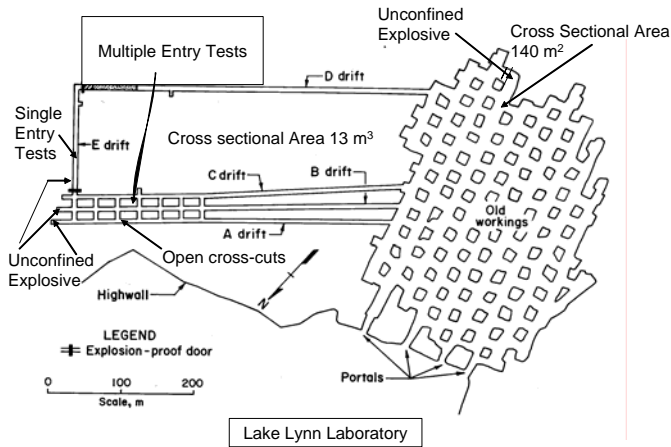 Unconfined
Explosive
Cross Sectional Area
140 m²
Multiple Entry Tests
D drift
Single
Entry
Tests
E drift
Cross sectional Area 13 m³
C drift
B drift
Old
workings
A drift
Unconfined
Explosive
Open cross-cuts
Highwall
N
LEGEND
Explosion-proof door
0 100 200
Scale, m
Portals
Lake Lynn Laboratory